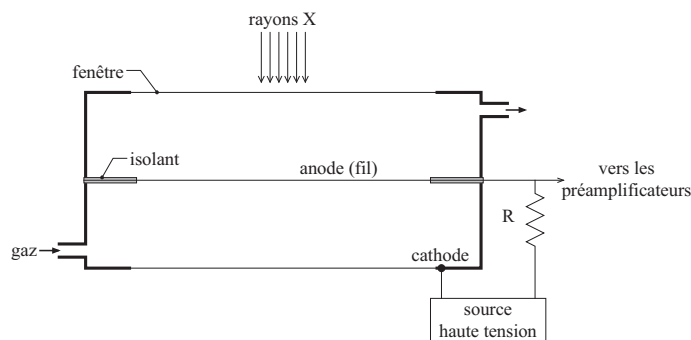 rayons X
fenêtre
isolant
anode (fil)
vers les
préamplificateurs
R
gaz
cathode
source
haute tension